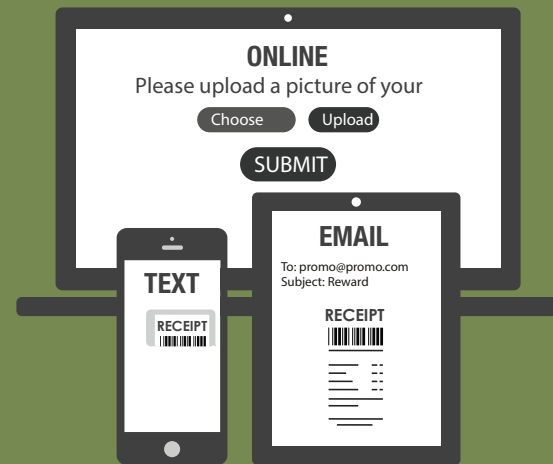 ONLINE
Please upload a picture of your
Choose
Upload
SUBMIT
TEXT
RECEIPT
EMAIL
To: promo@promo.com
Subject: Reward
RECEIPT